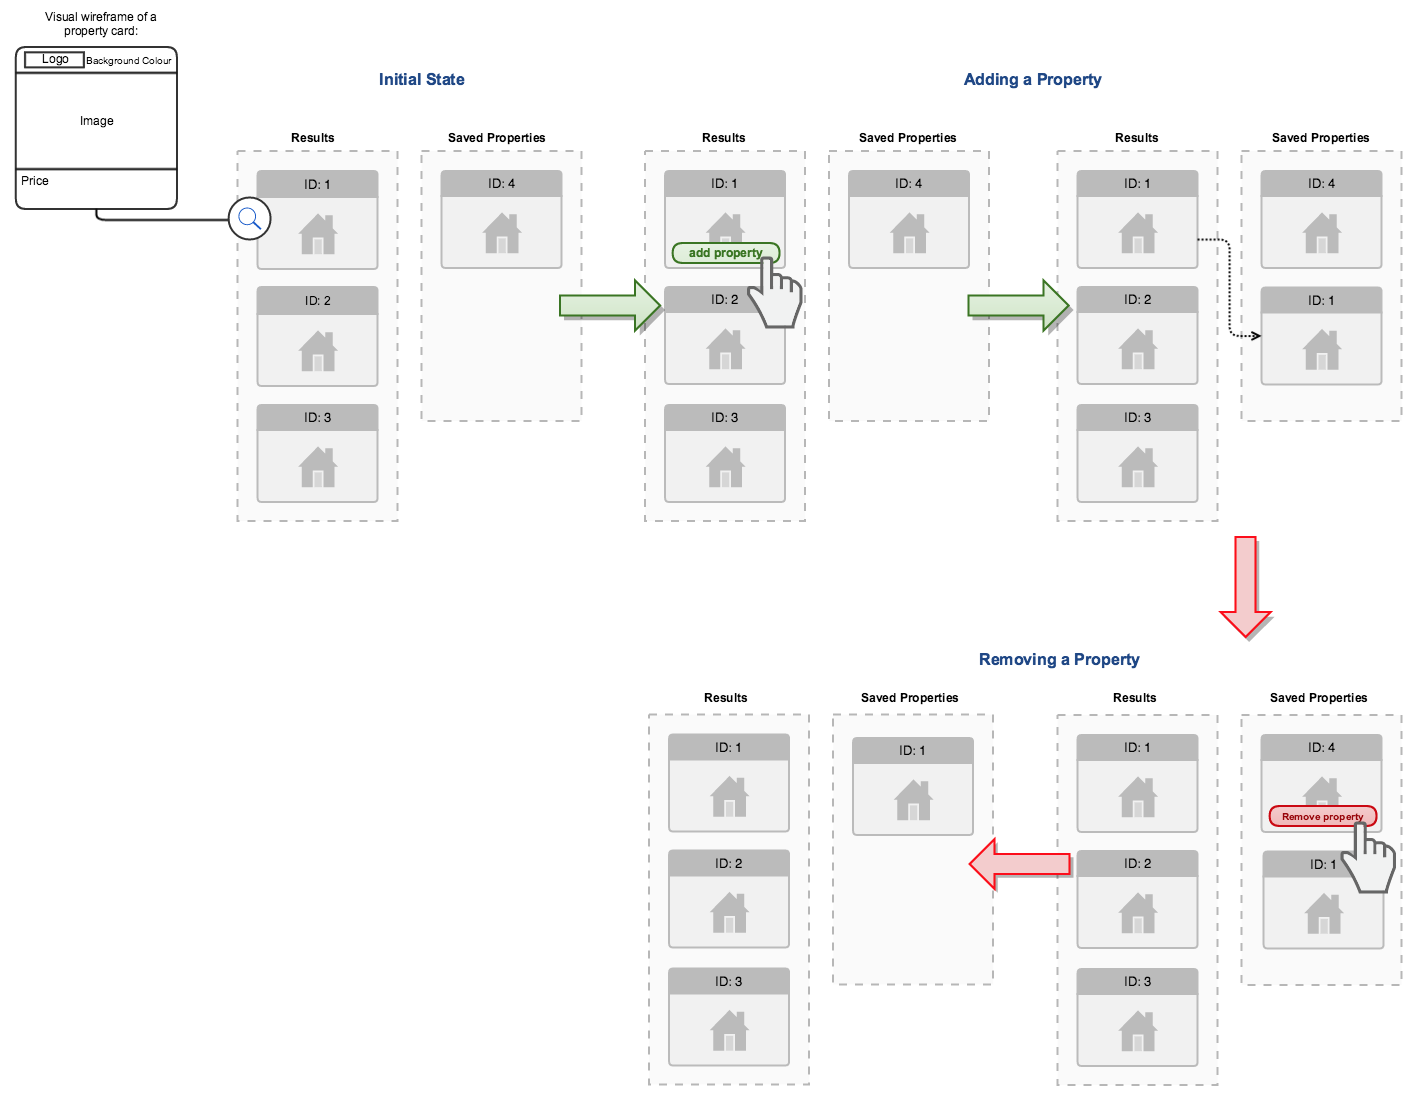 Visual wireframe of a
property card:
Logo
Background Colour
Image
Price
Initial State
Results
Saved Properties
ID: 1
ID: 4
ID: 2
ID: 3
Adding a Property
Results
Saved Properties
ID: 1
add property
ID: 4
ID: 2
ID: 3
Results
Saved Properties
ID: 1
ID: 4
ID: 2
ID: 1
ID: 3
Removing a Property
Results
Saved Properties
ID: 1
ID: 1
ID: 2
ID: 3
Results
Saved Properties
ID: 1
ID: 4
Remove property
ID: 2
ID: 1
ID: 3